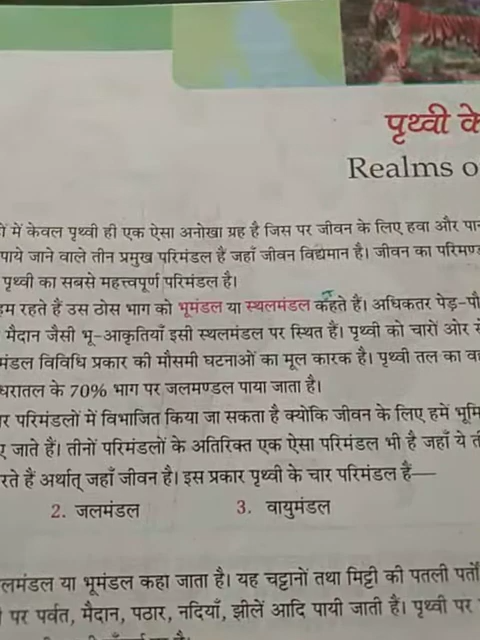 पृथ्वी के
Realms o
में केवल पृथ्वी ही एक ऐसा अनोखा ग्रह है जिस पर जीवन के लिए हवा और पान
पाये जाने वाले तीन प्रमुख परिमंडल हैं जहाँ जीवन विद्यमान है। जीवन का परिमण्ड
पृथ्वी का सबसे महत्त्वपूर्ण परिमंडल है।
हम रहते हैं उस ठोस भाग को भूमंडल या स्थलमंडल कहते हैं। अधिकतर पेड़-पौ
मैदान जैसी भू-आकृतियाँ इसी स्थलमंडल पर स्थित हैं। पृथ्वी को चारों ओर से
मंडल विविधि प्रकार की मौसमी घटनाओं का मूल कारक है। पृथ्वी तल का वह
धरातल के 70% भाग पर जलमण्डल पाया जाता है।
र परिमंडलों में विभाजित किया जा सकता है क्योंकि जीवन के लिए हमें भूमि
ए जाते हैं। तीनों परिमंडलों के अतिरिक्त एक ऐसा परिमंडल भी है जहाँ ये ती
रते हैं अर्थात् जहाँ जीवन है। इस प्रकार पृथ्वी के चार परिमंडल हैं—
2. जलमंडल 3. वायुमंडल
लमंडल या भूमंडल कहा जाता है। यह चट्टानों तथा मिट्टी की पतली पर्तों
पर पर्वत, मैदान, पठार, नदियाँ, झीलें आदि पायी जाती हैं। पृथ्वी पर